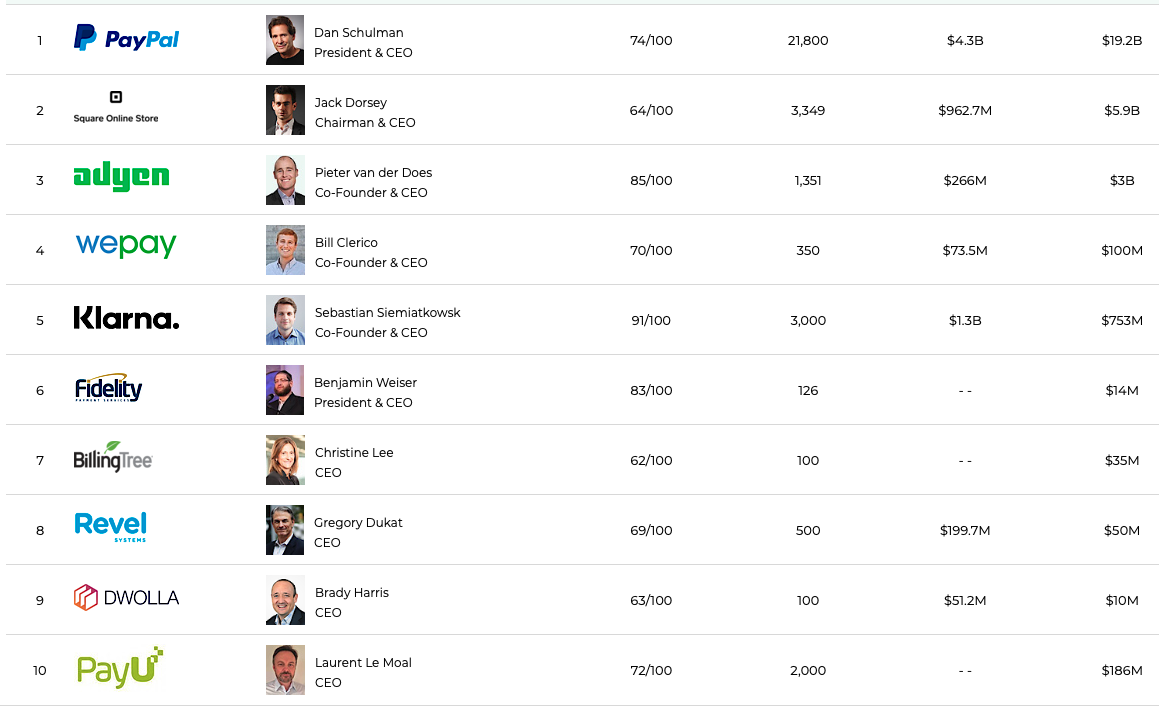 1 PayPal Dan Schulman 74/100 21,800 $4.3B $19.2B
President & CEO
2 Square Online Store Jack Dorsey 64/100 3,349 $962.7M $5.9B
Chairman & CEO
3 adyen Pieter van der Does 85/100 1,351 $266M $3B
Co-Founder & CEO
4 wepay Bill Clerico 70/100 350 $73.5M $100M
Co-Founder & CEO
5 Klarna. Sebastian Siemiatkowsk 91/100 3,000 $1.3B $753M
Co-Founder & CEO
6 Fidelity PAYMENT SERVICES Benjamin Weiser 83/100 126 - - $14M
President & CEO
7 BillingTree Christine Lee 62/100 100 - - $35M
CEO
8 Revel SYSTEMS Gregory Dukat 69/100 500 $199.7M $50M
CEO
9 DWOLLA Brady Harris 63/100 100 $51.2M $10M
CEO
10 PayU Laurent Le Moal 72/100 2,000 - - $186M
CEO